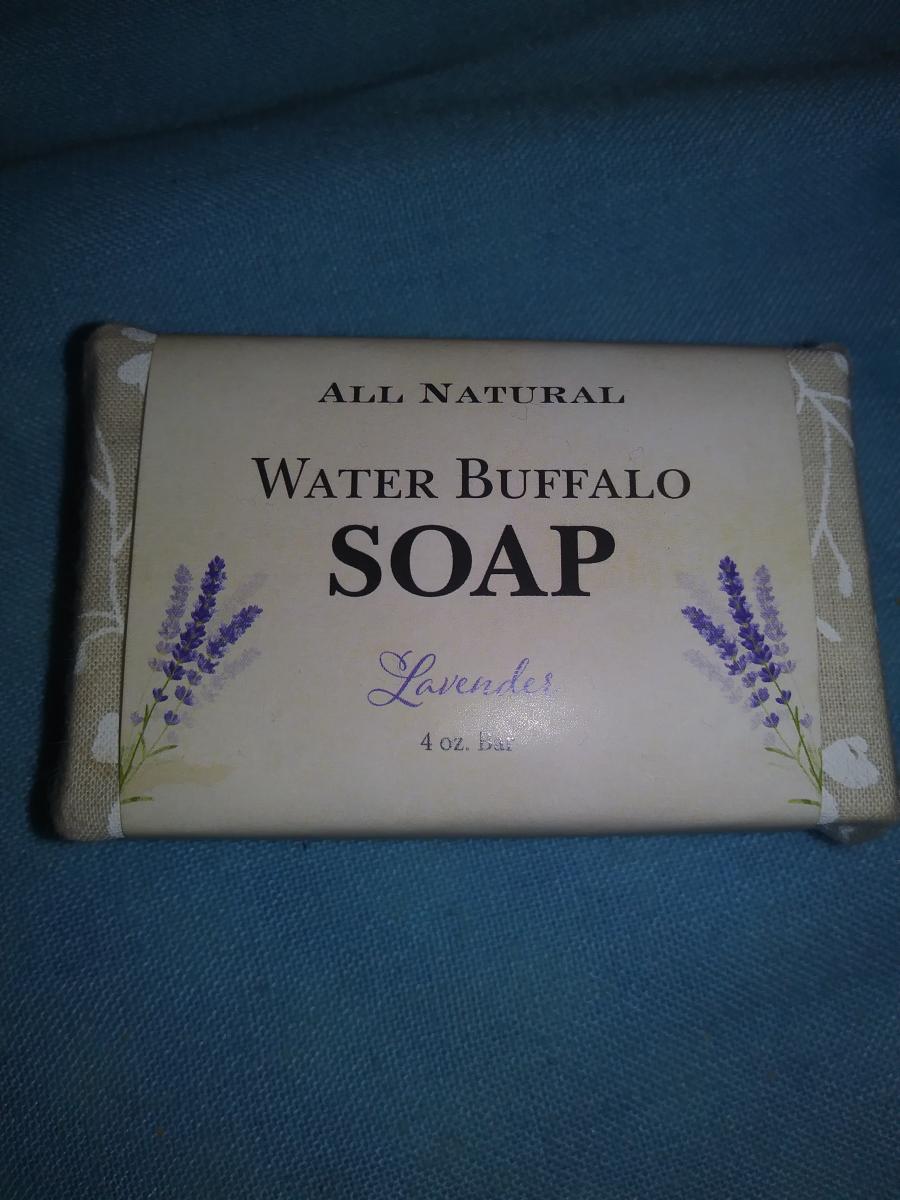 ALL NATURAL
WATER BUFFALO
SOAP
Lavender
4 oz. Bar